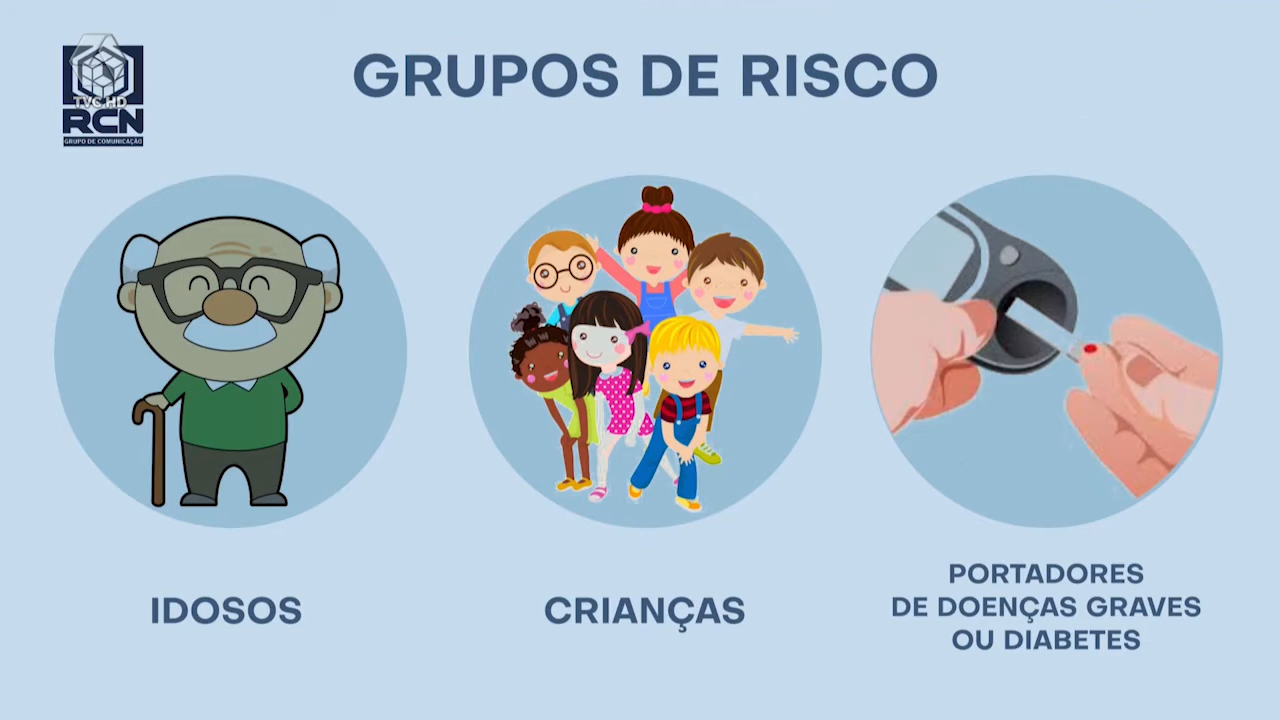 GRUPOS DE RISCO
TVC HD
RCN
GRUPO DE COMUNICAÇÃO
IDOSOS
CRIANÇAS
PORTADORES
DE DOENÇAS GRAVES
OU DIABETES